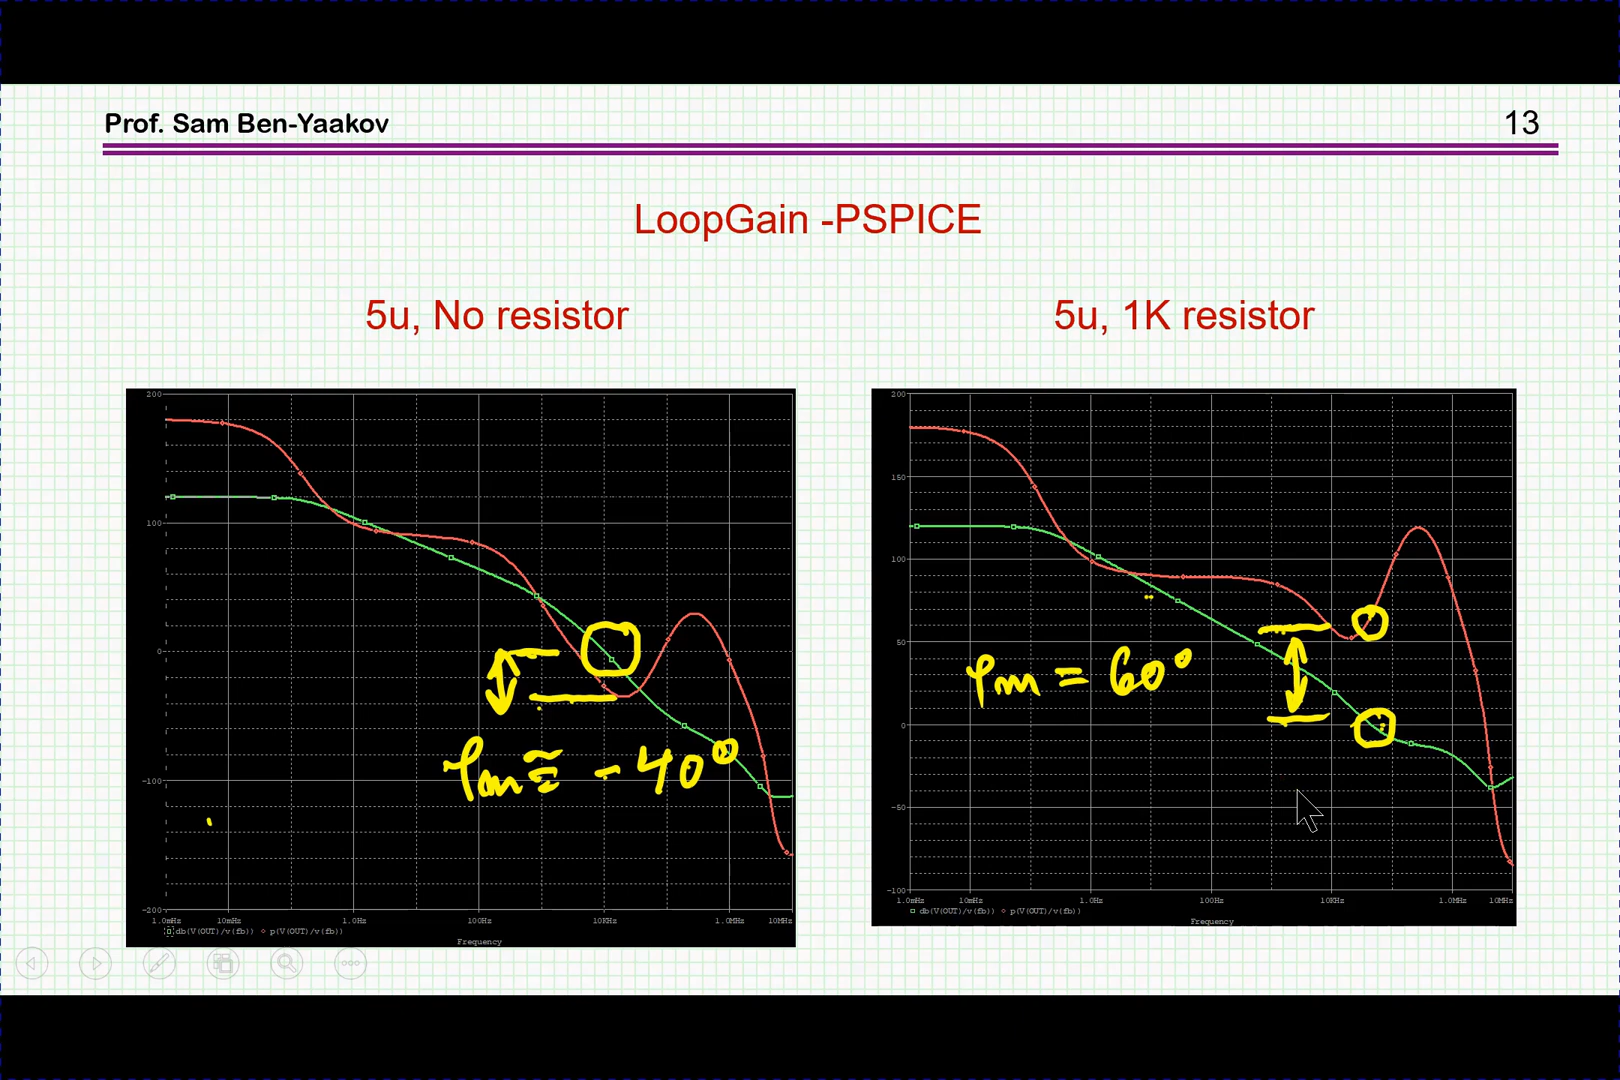 Prof. Sam Ben-Yaakov
13
LoopGain -PSPICE
5u, No resistor
5u, 1K resistor
200
100
0
-100
-200
1.0mHz 10mHz 1.0Hz 100Hz 10KHz 1.0MHz 10MHz
db(V(OUT)/v(fb)) p(V(OUT)/v(fb))
Frequency
φm ≅ -40°
200
150
100
50
0
-50
-100
1.0mHz 10mHz 1.0Hz 100Hz 10KHz 1.0MHz 10MHz
db(V(OUT)/v(fb)) p(V(OUT)/v(fb))
Frequency
φm = 60°